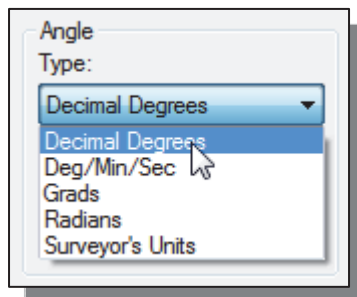 Angle
Type:
Decimal Degrees
Decimal Degrees
Deg/Min/Sec
Grads
Radians
Surveyor's Units